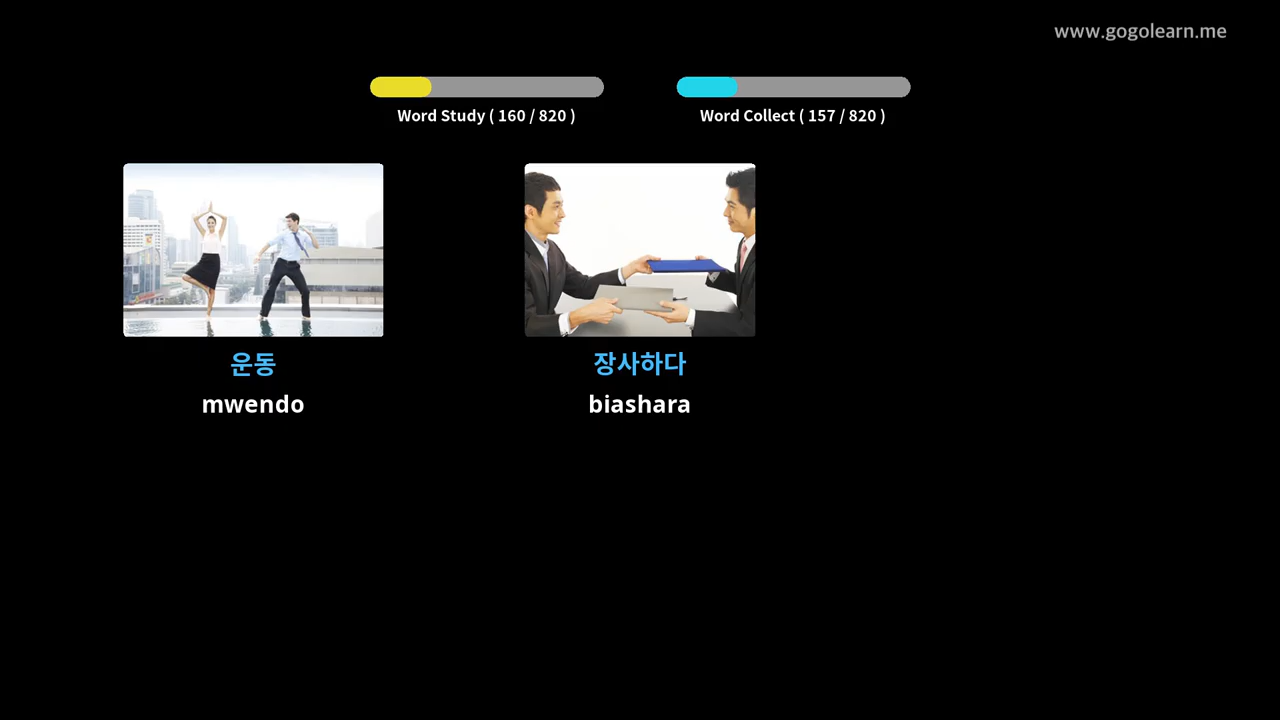 www.gogolearn.me
Word Study ( 160 / 820 )
Word Collect ( 157 / 820 )
운동
mwendo
장사하다
biashara